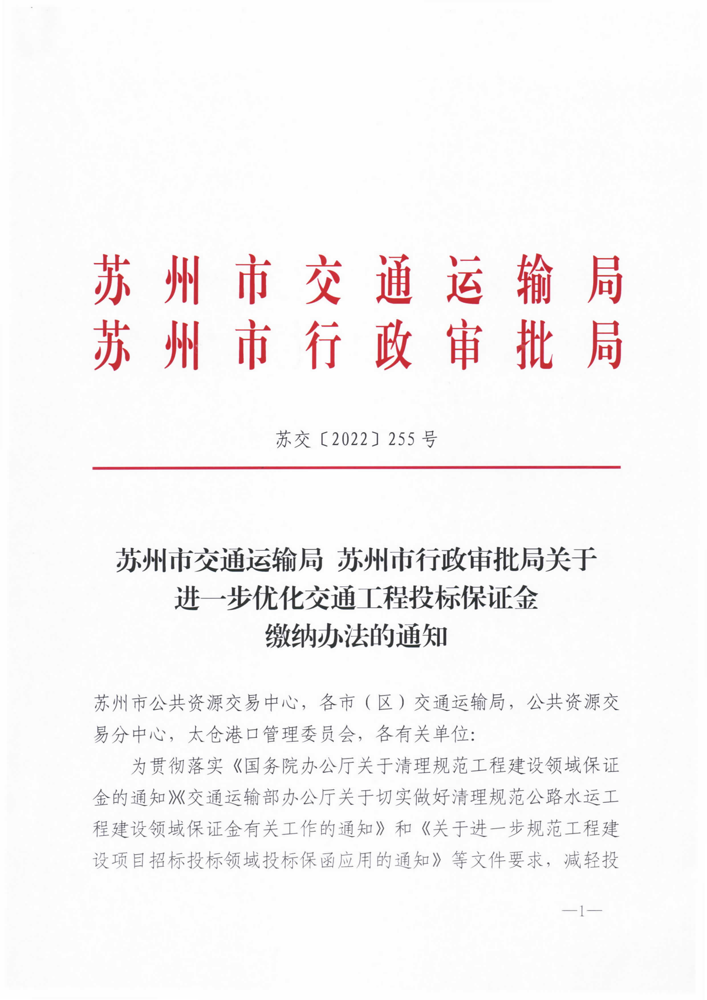 苏州市交通运输局
苏州市行政审批局
苏交〔2022〕255号
苏州市交通运输局 苏州市行政审批局关于
进一步优化交通工程投标保证金
缴纳办法的通知
苏州市公共资源交易中心，各市（区）交通运输局，公共资源交
易分中心，太仓港口管理委员会，各有关单位：
为贯彻落实《国务院办公厅关于清理规范工程建设领域保证
金的通知》《交通运输部办公厅关于切实做好清理规范公路水运工
程建设领域保证金有关工作的通知》和《关于进一步规范工程建
设项目招标投标领域投标保函应用的通知》等文件要求，减轻投
—1—